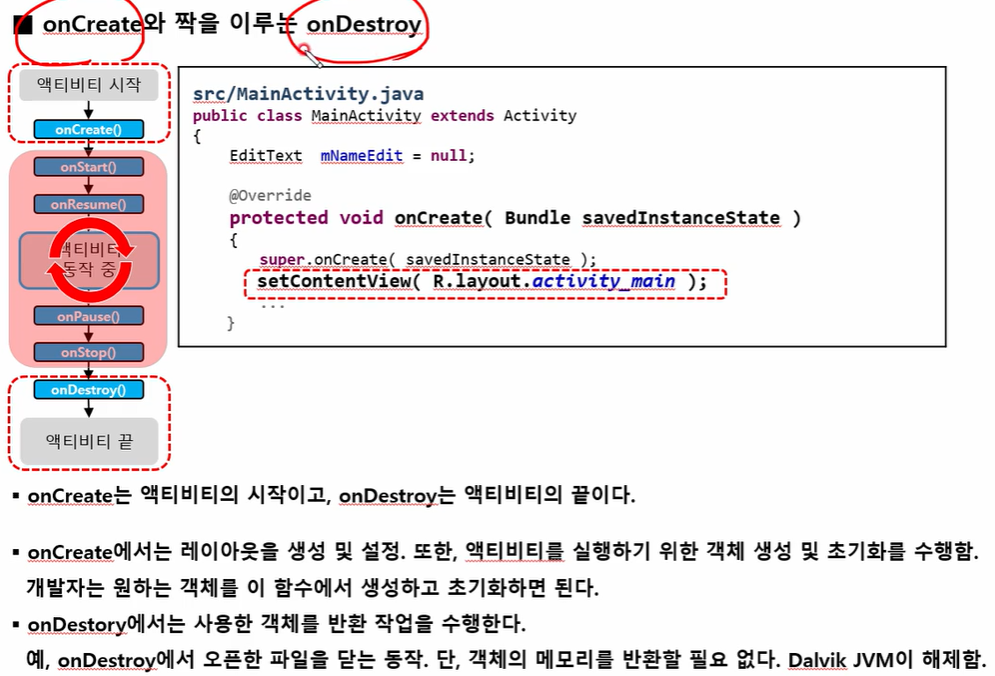 ■ onCreate와 짝을 이루는 onDestroy
액티비티 시작
onCreate()
onStart()
onResume()
액티비티
동작 중
onPause()
onStop()
onDestroy()
액티비티 끝
src/MainActivity.java
public class MainActivity extends Activity
{
EditText mNameEdit = null;
@Override
protected void onCreate( Bundle savedInstanceState )
{
super.onCreate( savedInstanceState );
setContentView( R.layout.activity_main );
...
}
▪ onCreate는 액티비티의 시작이고, onDestroy는 액티비티의 끝이다.
▪ onCreate에서는 레이아웃을 생성 및 설정. 또한, 액티비티를 실행하기 위한 객체 생성 및 초기화를 수행함.
개발자는 원하는 객체를 이 함수에서 생성하고 초기화하면 된다.
▪ onDestory에서는 사용한 객체를 반환 작업을 수행한다.
예, onDestroy에서 오픈한 파일을 닫는 동작. 단, 객체의 메모리를 반환할 필요 없다. Dalvik JVM이 해제함.